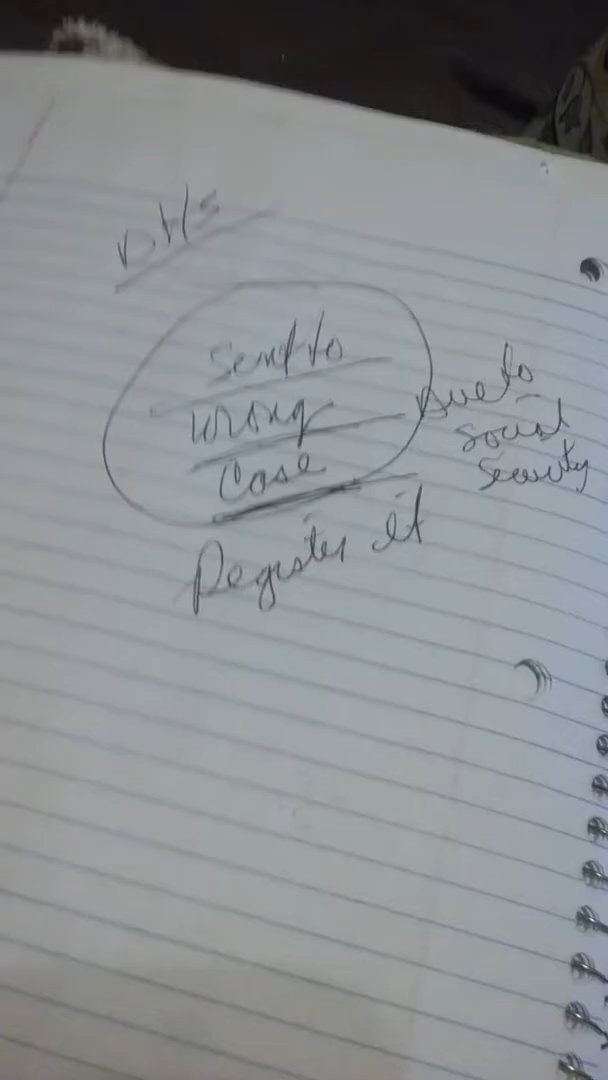 DHS
Sent to
Wrong
Case
Due to
Social
Security
Register it